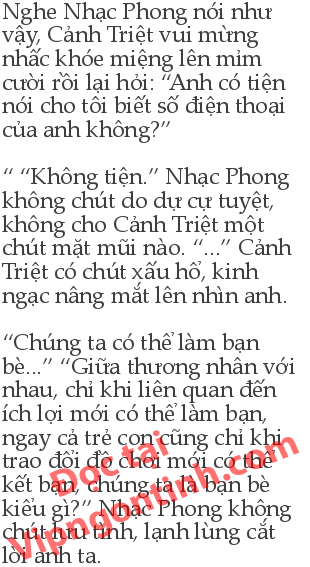 Nghe Nhạc Phong nói như
vậy, Cảnh Triệt vui mừng
nhấc khóe miệng lên mỉm
cười rồi lại hỏi: “Anh có tiện
nói cho tôi biết số điện thoại
của anh không?”
“ “Không tiện.” Nhạc Phong
không chút do dự cự tuyệt,
không cho Cảnh Triệt một
chút mặt mũi nào. “...” Cảnh
Triệt có chút xấu hổ, kinh
ngạc nâng mắt lên nhìn anh.
“Chúng ta có thể làm bạn
bè...” “Giữa thương nhân với
nhau, chỉ khi liên quan đến
ích lợi mới có thể làm bạn,
ngay cả trẻ con cũng chỉ khi
trao đổi đồ chơi mới có thể
kết bạn, chúng ta là bạn bè
kiểu gì?” Nhạc Phong không
chút lưu tình, lạnh lùng cắt
lời anh ta.
Đọc tại
Vipngontinh.com